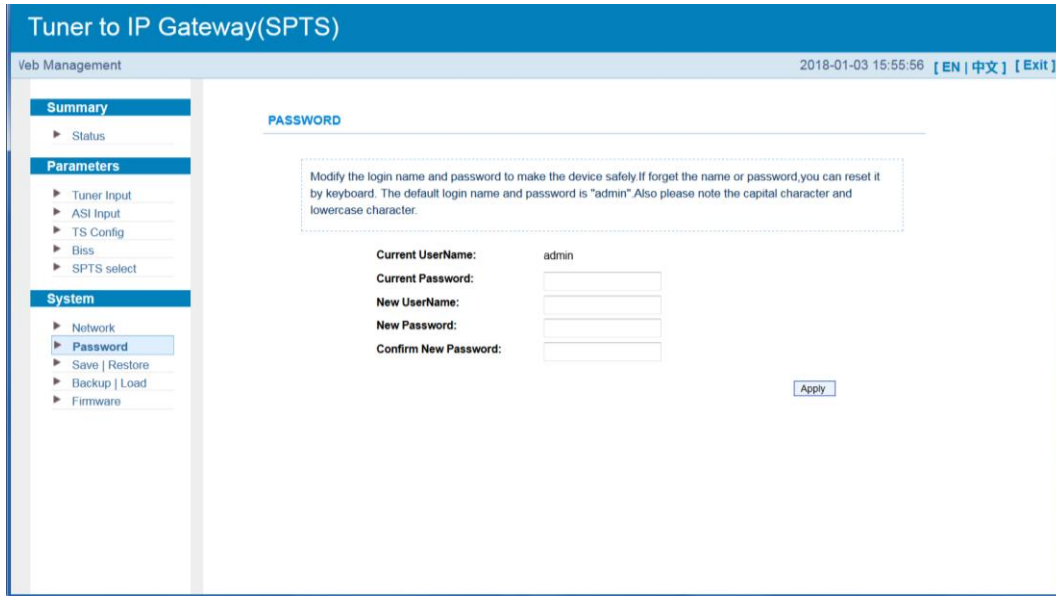 Tuner to IP Gateway(SPTS)
Veb Management
2018-01-03 15:55:56 [ EN | 中文 ] [ Exit ]
Summary
Status
Parameters
Tuner Input
ASI Input
TS Config
Biss
SPTS select
System
Network
Password
Save | Restore
Backup | Load
Firmware
PASSWORD
Modify the login name and password to make the device safely.If forget the name or password,you can reset it
by keyboard. The default login name and password is "admin".Also please note the capital character and
lowercase character.
Current UserName: admin
Current Password:
New UserName:
New Password:
Confirm New Password:
Apply